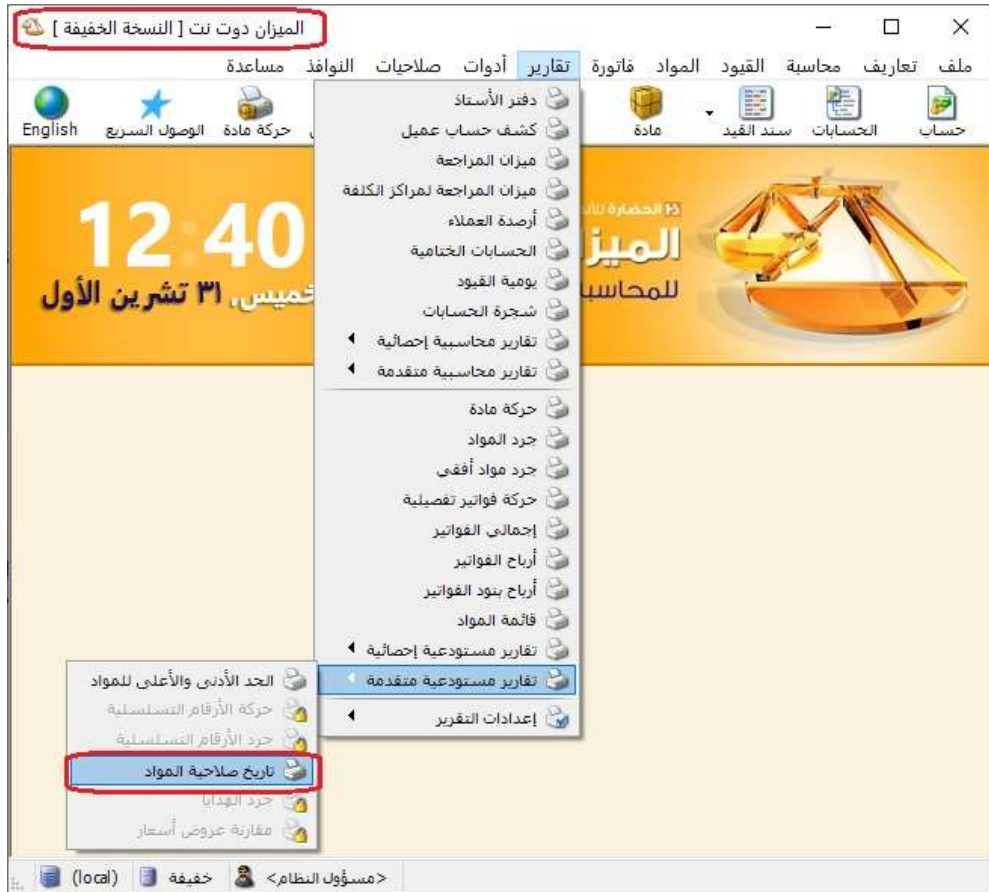 الميزان دوت نت [ النسخة الخفيفة ]
ملف تعاريف محاسبة القيود المواد فاتورة تقارير أدوات صلاحيات النوافذ مساعدة
حساب الحسابات سند القيد مادة حركة مادة الوصول السريع English
دفتر الأستاذ
كشف حساب عميل
ميزان المراجعة
ميزان المراجعة لمراكز الكلفة
أرصدة العملاء
الحسابات الختامية
يومية القيود
شجرة الحسابات
تقارير محاسبية إحصائية
تقارير محاسبية متقدمة
حركة مادة
جرد المواد
جرد مواد أفقي
حركة فواتير تفصيلية
إجمالي الفواتير
أرباح الفواتير
أرباح بنود الفواتير
قائمة المواد
تقارير مستودعية إحصائية
تقارير مستودعية متقدمة
إعدادات التقرير
الحد الأدنى والأعلى للمواد
حركة الأرقام التسلسلية
جرد الأرقام التسلسلية
تاريخ صلاحية المواد
جرد الهدايا
مقارنة عروض أسعار
12 40
٣١ تشرين الأول
<مسؤول النظام> خفيفة (local)